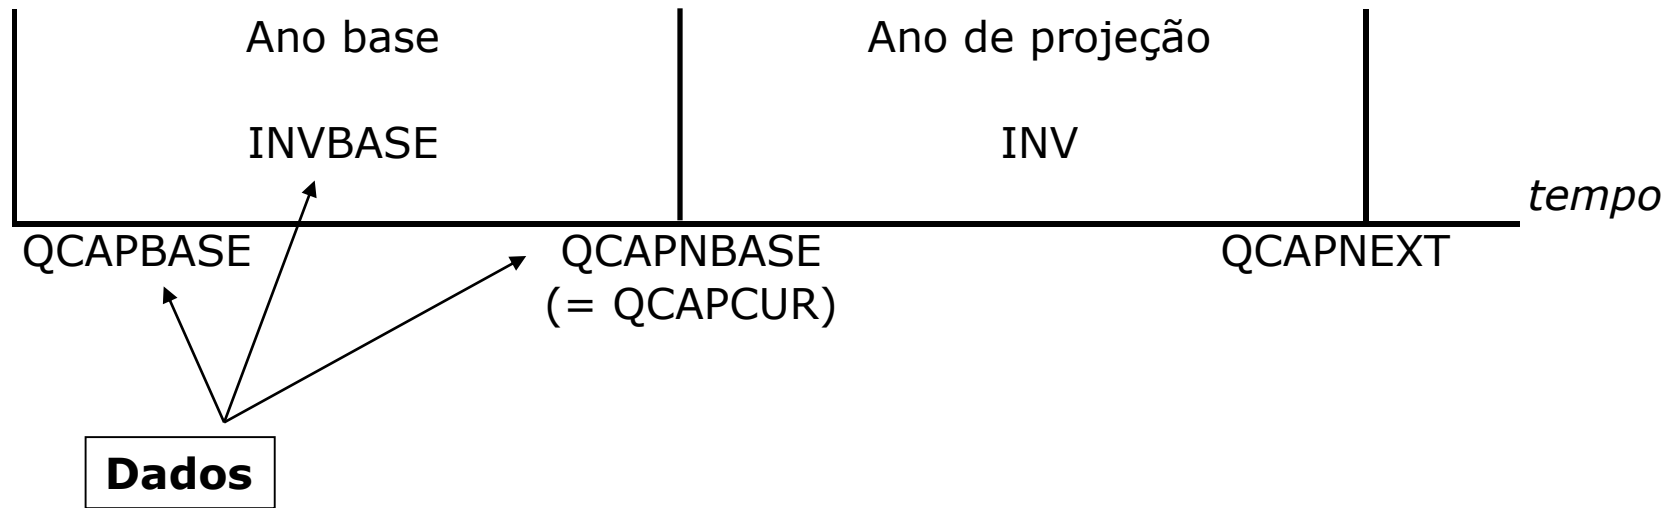 Ano base
Ano de projeção
INVBASE
INV
tempo
QCAPBASE
QCAPNBASE
(= QCAPCUR)
QCAPNEXT
Dados